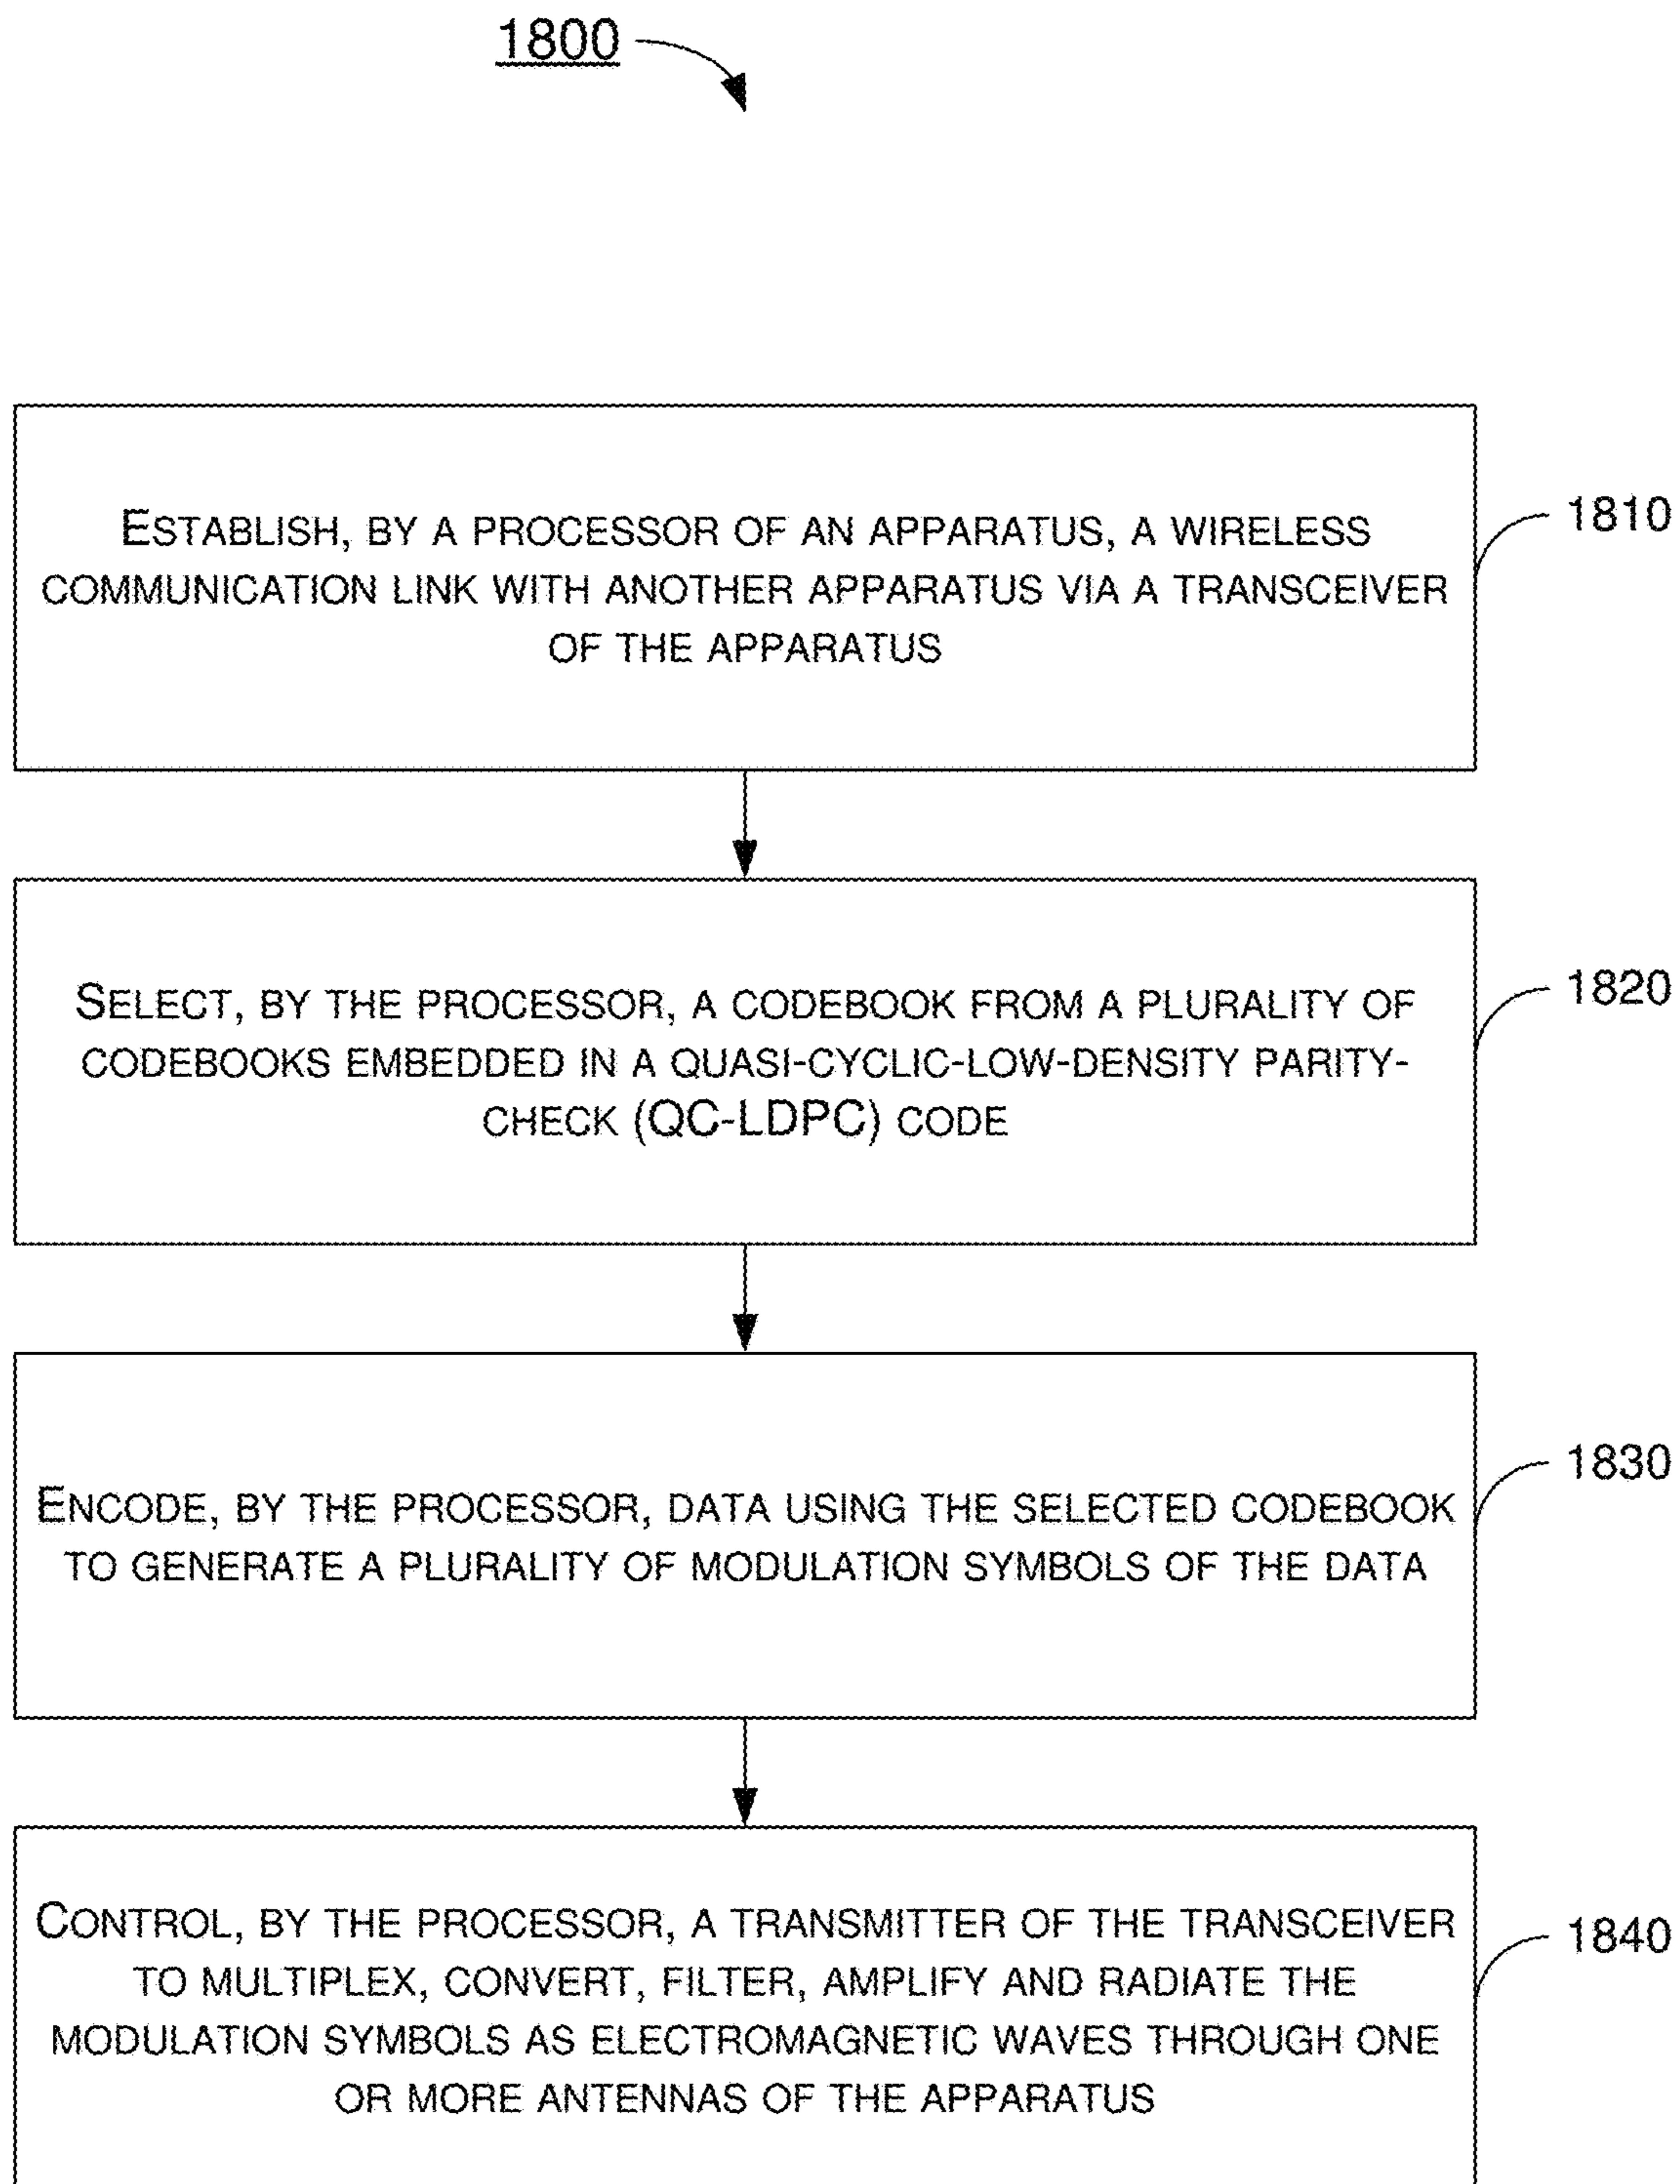 1800
ESTABLISH, BY A PROCESSOR OF AN APPARATUS, A WIRELESS
COMMUNICATION LINK WITH ANOTHER APPARATUS VIA A TRANSCEIVER
OF THE APPARATUS
1810
SELECT, BY THE PROCESSOR, A CODEBOOK FROM A PLURALITY OF
CODEBOOKS EMBEDDED IN A QUASI-CYCLIC-LOW-DENSITY PARITY-
CHECK (QC-LDPC) CODE
1820
ENCODE, BY THE PROCESSOR, DATA USING THE SELECTED CODEBOOK
TO GENERATE A PLURALITY OF MODULATION SYMBOLS OF THE DATA
1830
CONTROL, BY THE PROCESSOR, A TRANSMITTER OF THE TRANSCEIVER
TO MULTIPLEX, CONVERT, FILTER, AMPLIFY AND RADIATE THE
MODULATION SYMBOLS AS ELECTROMAGNETIC WAVES THROUGH ONE
OR MORE ANTENNAS OF THE APPARATUS
1840